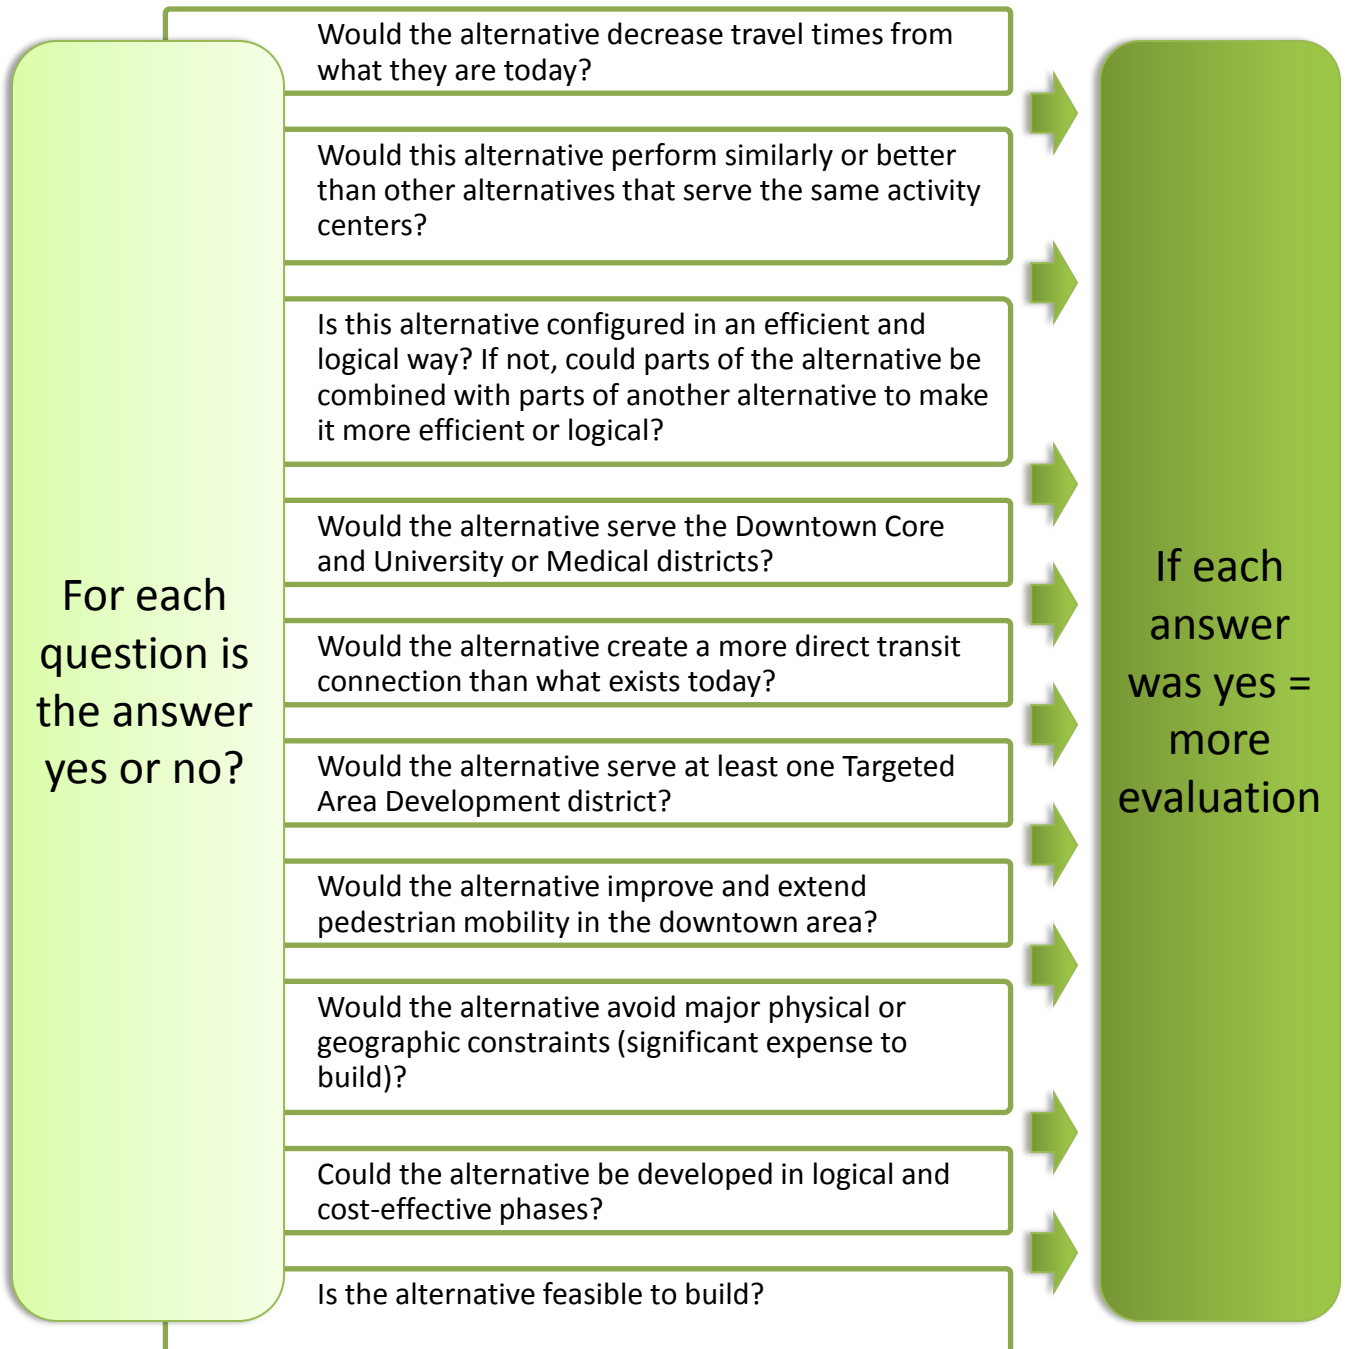 For each
question is
the answer
yes or no?
Would the alternative decrease travel times from
what they are today?
Would this alternative perform similarly or better
than other alternatives that serve the same activity
centers?
Is this alternative configured in an efficient and
logical way? If not, could parts of the alternative be
combined with parts of another alternative to make
it more efficient or logical?
Would the alternative serve the Downtown Core
and University or Medical districts?
Would the alternative create a more direct transit
connection than what exists today?
Would the alternative serve at least one Targeted
Area Development district?
Would the alternative improve and extend
pedestrian mobility in the downtown area?
Would the alternative avoid major physical or
geographic constraints (significant expense to
build)?
Could the alternative be developed in logical and
cost-effective phases?
Is the alternative feasible to build?
If each
answer
was yes =
more
evaluation